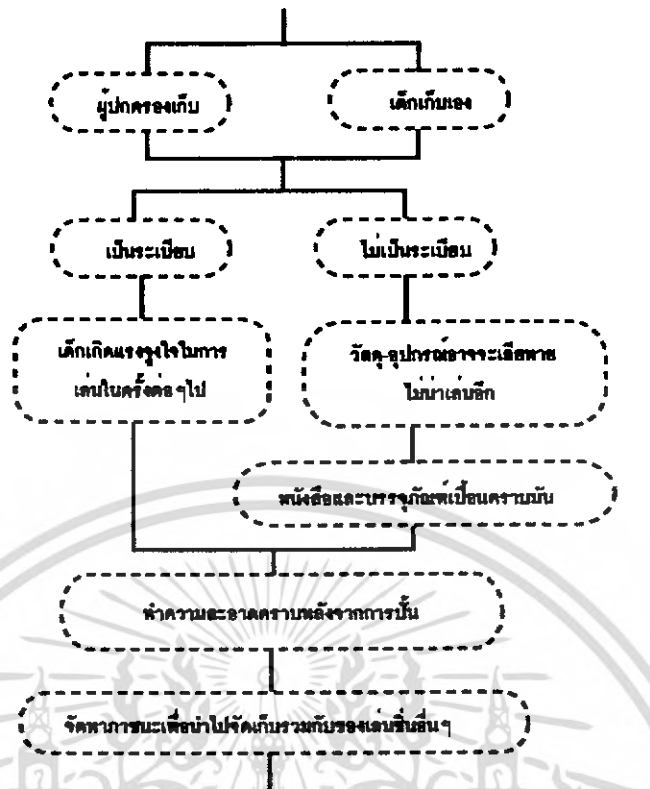 ผู้ปกครองเก็บ
เด็กเก็บเอง
เป็นระเบียบ
ไม่เป็นระเบียบ
เด็กเกิดแรงจูงใจในการ
เล่นในครั้งต่อๆไป
วัสดุ-อุปกรณ์อาจจะเสียหาย
ไม่น่าเล่นอีก
หนังสือและบรรจุภัณฑ์เปื้อนคราบมัน
ทำความสะอาดคราบหลังจากการปั้น
จัดหาภาชนะเพื่อนำไปจัดเก็บรวมกับของเล่นชิ้นอื่นๆ